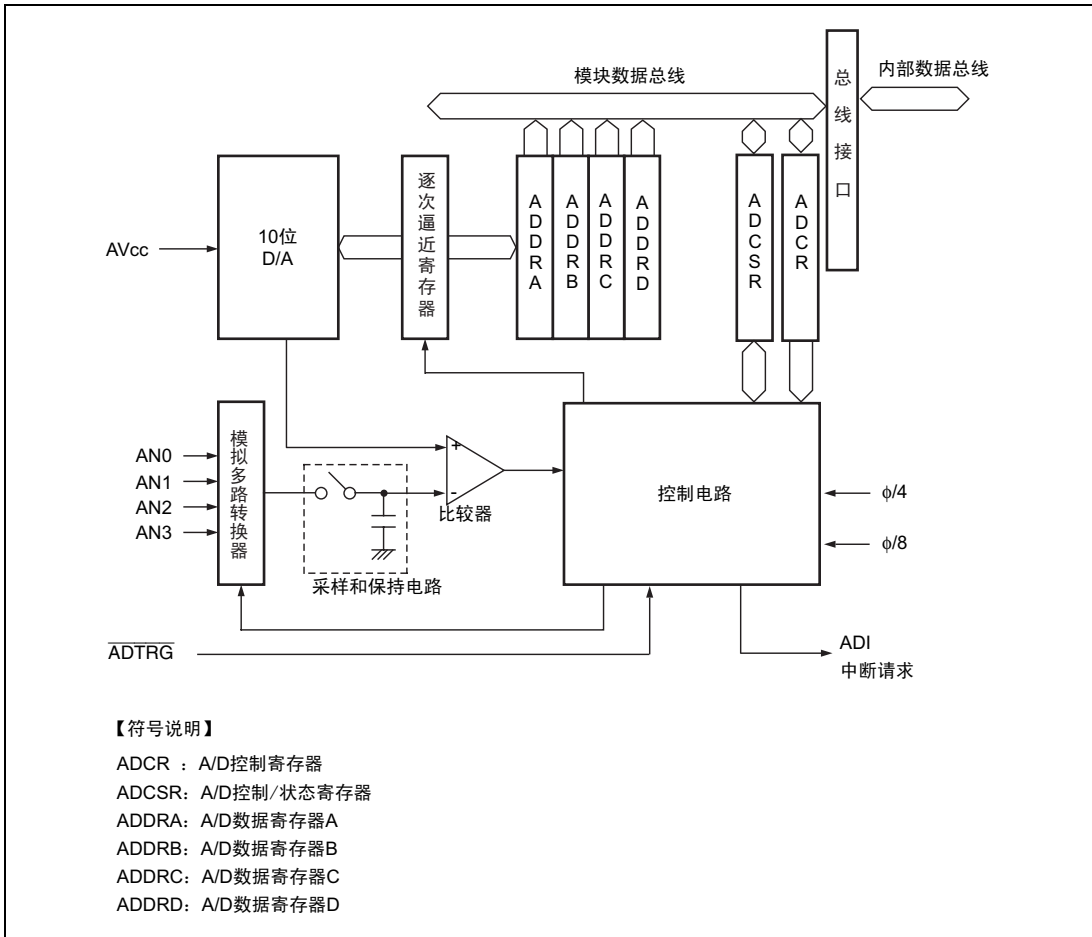 模块数据总线
总线接口
内部数据总线
AVcc
10位
D/A
逐次逼近寄存器
ADDRA
ADDRB
ADDRC
ADDRD
ADCSR
ADCR
AN0
AN1
AN2
AN3
模拟多路转换器
+
-
比较器
采样和保持电路
控制电路
ϕ/4
ϕ/8
ADTRG
ADI
中断请求
【符号说明】
ADCR ：A/D控制寄存器
ADCSR：A/D控制/状态寄存器
ADDRA：A/D数据寄存器A
ADDRB：A/D数据寄存器B
ADDRC：A/D数据寄存器C
ADDRD：A/D数据寄存器D